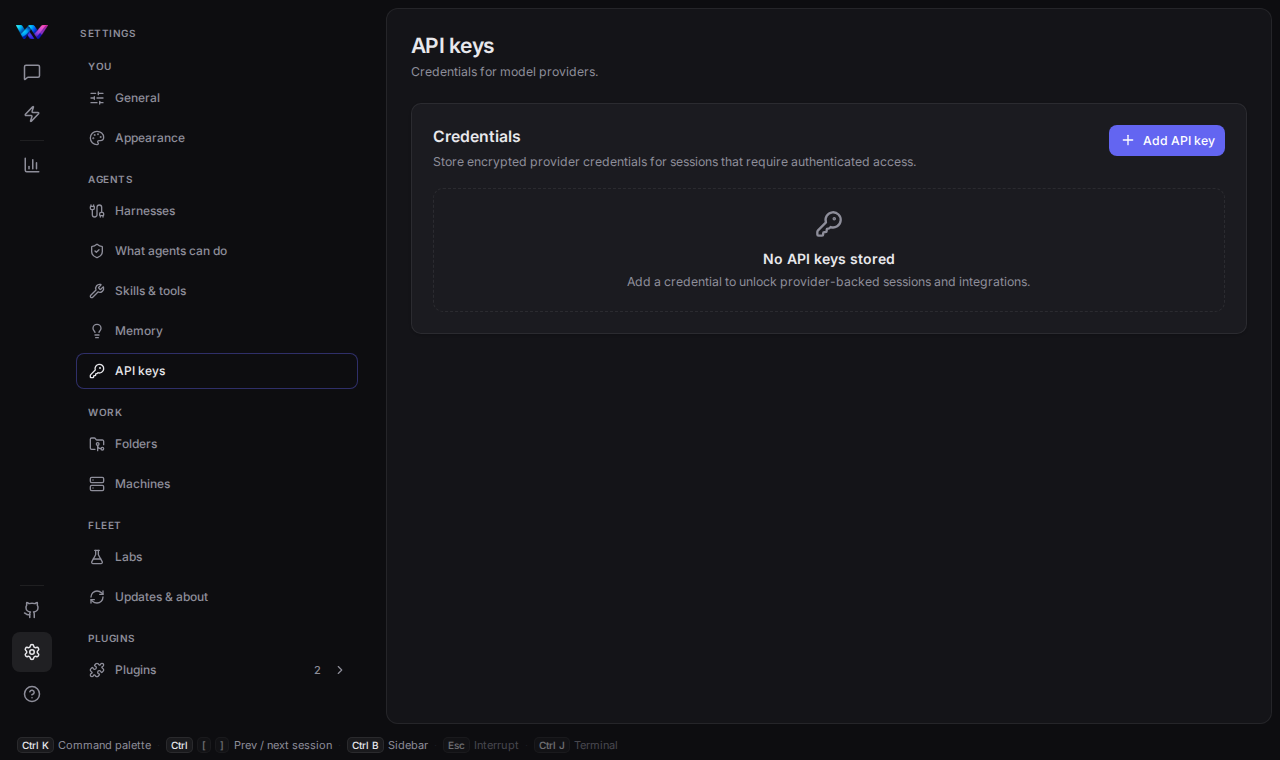 SETTINGS
YOU
General
Appearance
AGENTS
Harnesses
What agents can do
Skills & tools
Memory
API keys
WORK
Folders
Machines
FLEET
Labs
Updates & about
PLUGINS
Plugins 2
API keys
Credentials for model providers.
Credentials
Store encrypted provider credentials for sessions that require authenticated access.
Add API key
No API keys stored
Add a credential to unlock provider-backed sessions and integrations.
Ctrl K Command palette Ctrl [ ] Prev / next session Ctrl B Sidebar Esc Interrupt Ctrl J Terminal